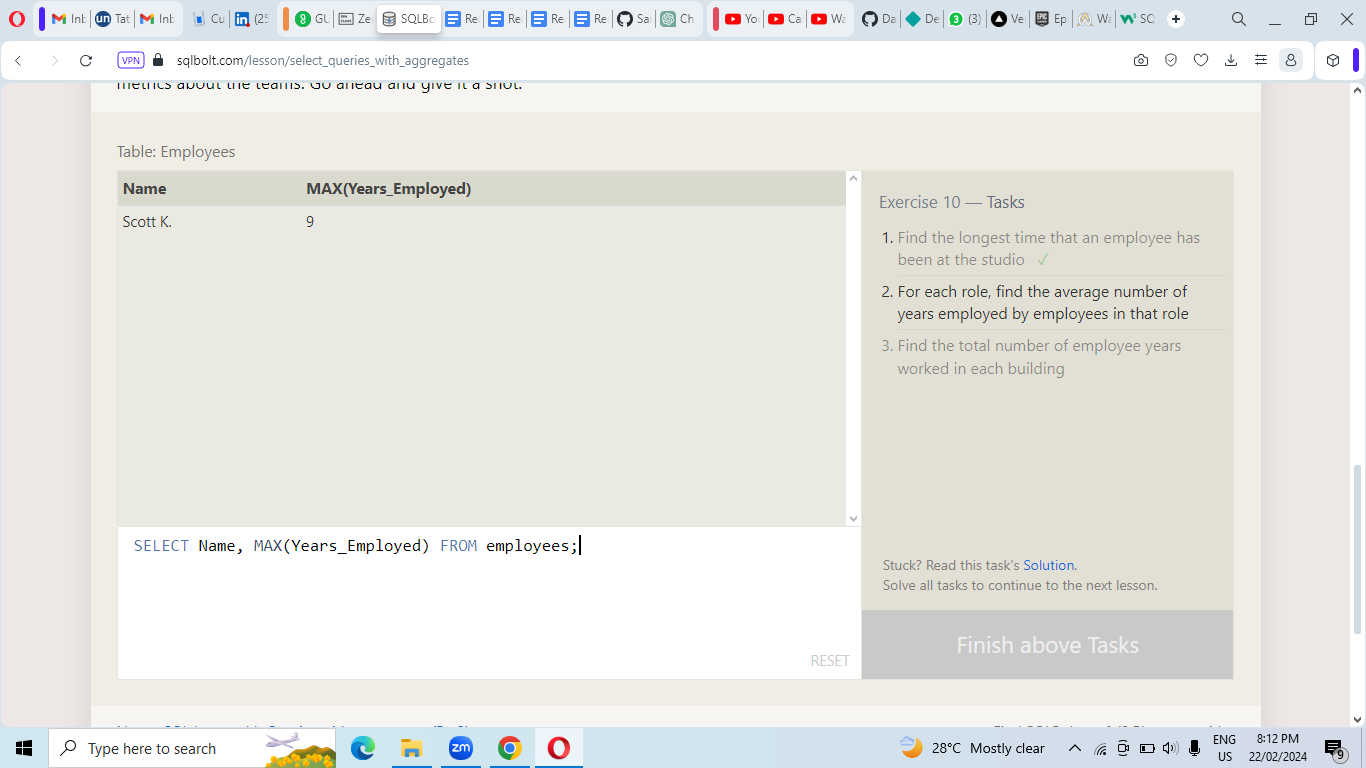 Inb
Tat
Inb
Cu
(25
GU
Ze
SQLBo
Re
Re
Re
Re
Sa
Ch
Yo
Ca
Wa
Da
De
(3)
Ve
Ep
Wa
SC
VPN
sqlbolt.com/lesson/select_queries_with_aggregates
metrics about the teams. Go ahead and give it a shot.
Table: Employees
Name MAX(Years_Employed)
Scott K. 9
SELECT Name, MAX(Years_Employed) FROM employees;
RESET
Exercise 10 — Tasks
1. Find the longest time that an employee has
been at the studio ✓
2. For each role, find the average number of
years employed by employees in that role
3. Find the total number of employee years
worked in each building
Stuck? Read this task's Solution.
Solve all tasks to continue to the next lesson.
Finish above Tasks
Type here to search
zm
28°C Mostly clear
ENG
US
8:12 PM
22/02/2024
9